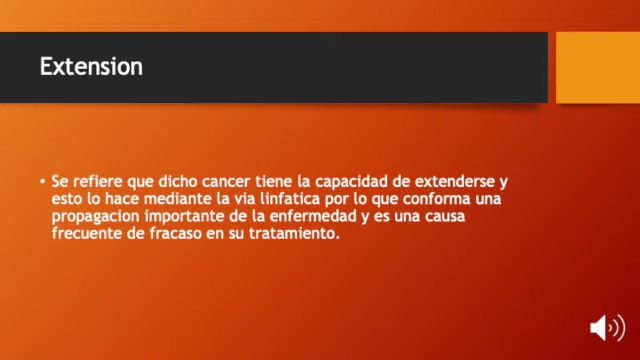 Extension
• Se refiere que dicho cancer tiene la capacidad de extenderse y
esto lo hace mediante la via linfatica por lo que conforma una
propagacion importante de la enfermedad y es una causa
frecuente de fracaso en su tratamiento.